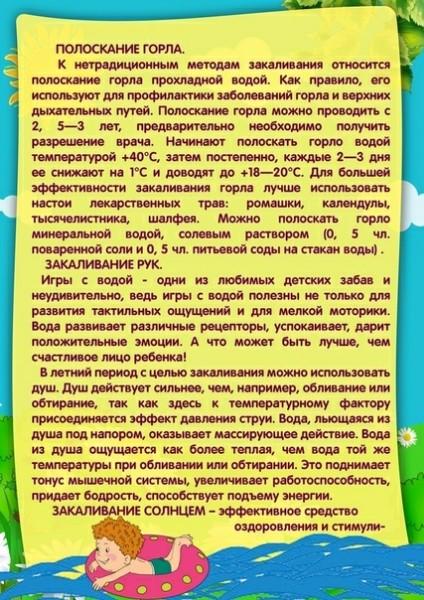 ПОЛОСКАНИЕ ГОРЛА.
К нетрадиционным методам закаливания относится
полоскание горла прохладной водой. Как правило, его
используют для профилактики заболеваний горла и верхних
дыхательных путей. Полоскание горла можно проводить с
2, 5—3 лет, предварительно необходимо получить
разрешение врача. Начинают полоскать горло водой
температурой +40°С, затем постепенно, каждые 2—3 дня
ее снижают на 1°С и доводят до +18—20°С. Для большей
эффективности закаливания горла лучше использовать
настои лекарственных трав: ромашки, календулы,
тысячелистника, шалфея. Можно полоскать горло
минеральной водой, солевым раствором (0, 5 чл.
поваренной соли и 0, 5 чл. питьевой соды на стакан воды) .
ЗАКАЛИВАНИЕ РУК.
Игры с водой - одни из любимых детских забав и
неудивительно, ведь игры с водой полезны не только для
развития тактильных ощущений и для мелкой моторики.
Вода развивает различные рецепторы, успокаивает, дарит
положительные эмоции. А что может быть лучше, чем
счастливое лицо ребенка!
В летний период с целью закаливания можно использовать
душ. Душ действует сильнее, чем, например, обливание или
обтирание, так как здесь к температурному фактору
присоединяется эффект давления струи. Вода, льющаяся из
душа под напором, оказывает массирующее действие. Вода
из душа ощущается как более теплая, чем вода той же
температуры при обливании или обтирании. Это поднимает
тонус мышечной системы, увеличивает работоспособность,
придает бодрость, способствует подъему энергии.
ЗАКАЛИВАНИЕ СОЛНЦЕМ – эффективное средство
оздоровления и стимули-